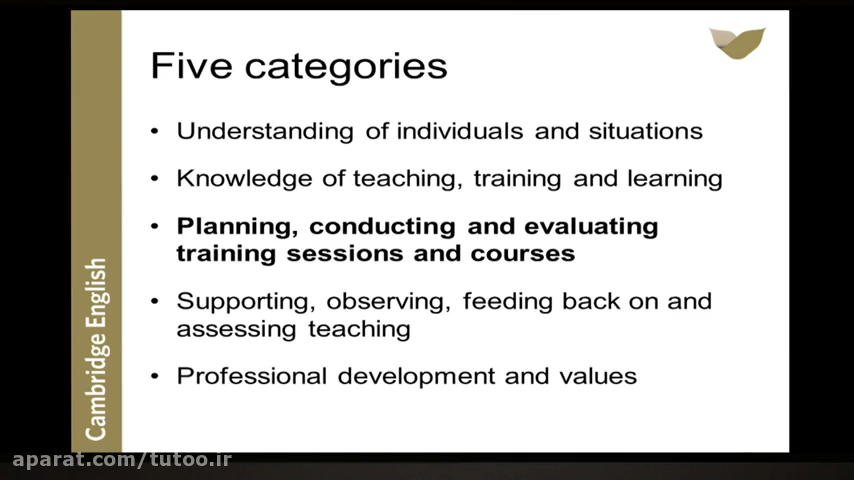 Five categories
• Understanding of individuals and situations
• Knowledge of teaching, training and learning
• Planning, conducting and evaluating
training sessions and courses
• Supporting, observing, feeding back on and
assessing teaching
• Professional development and values
Cambridge English
aparat.com/tutoo.ir